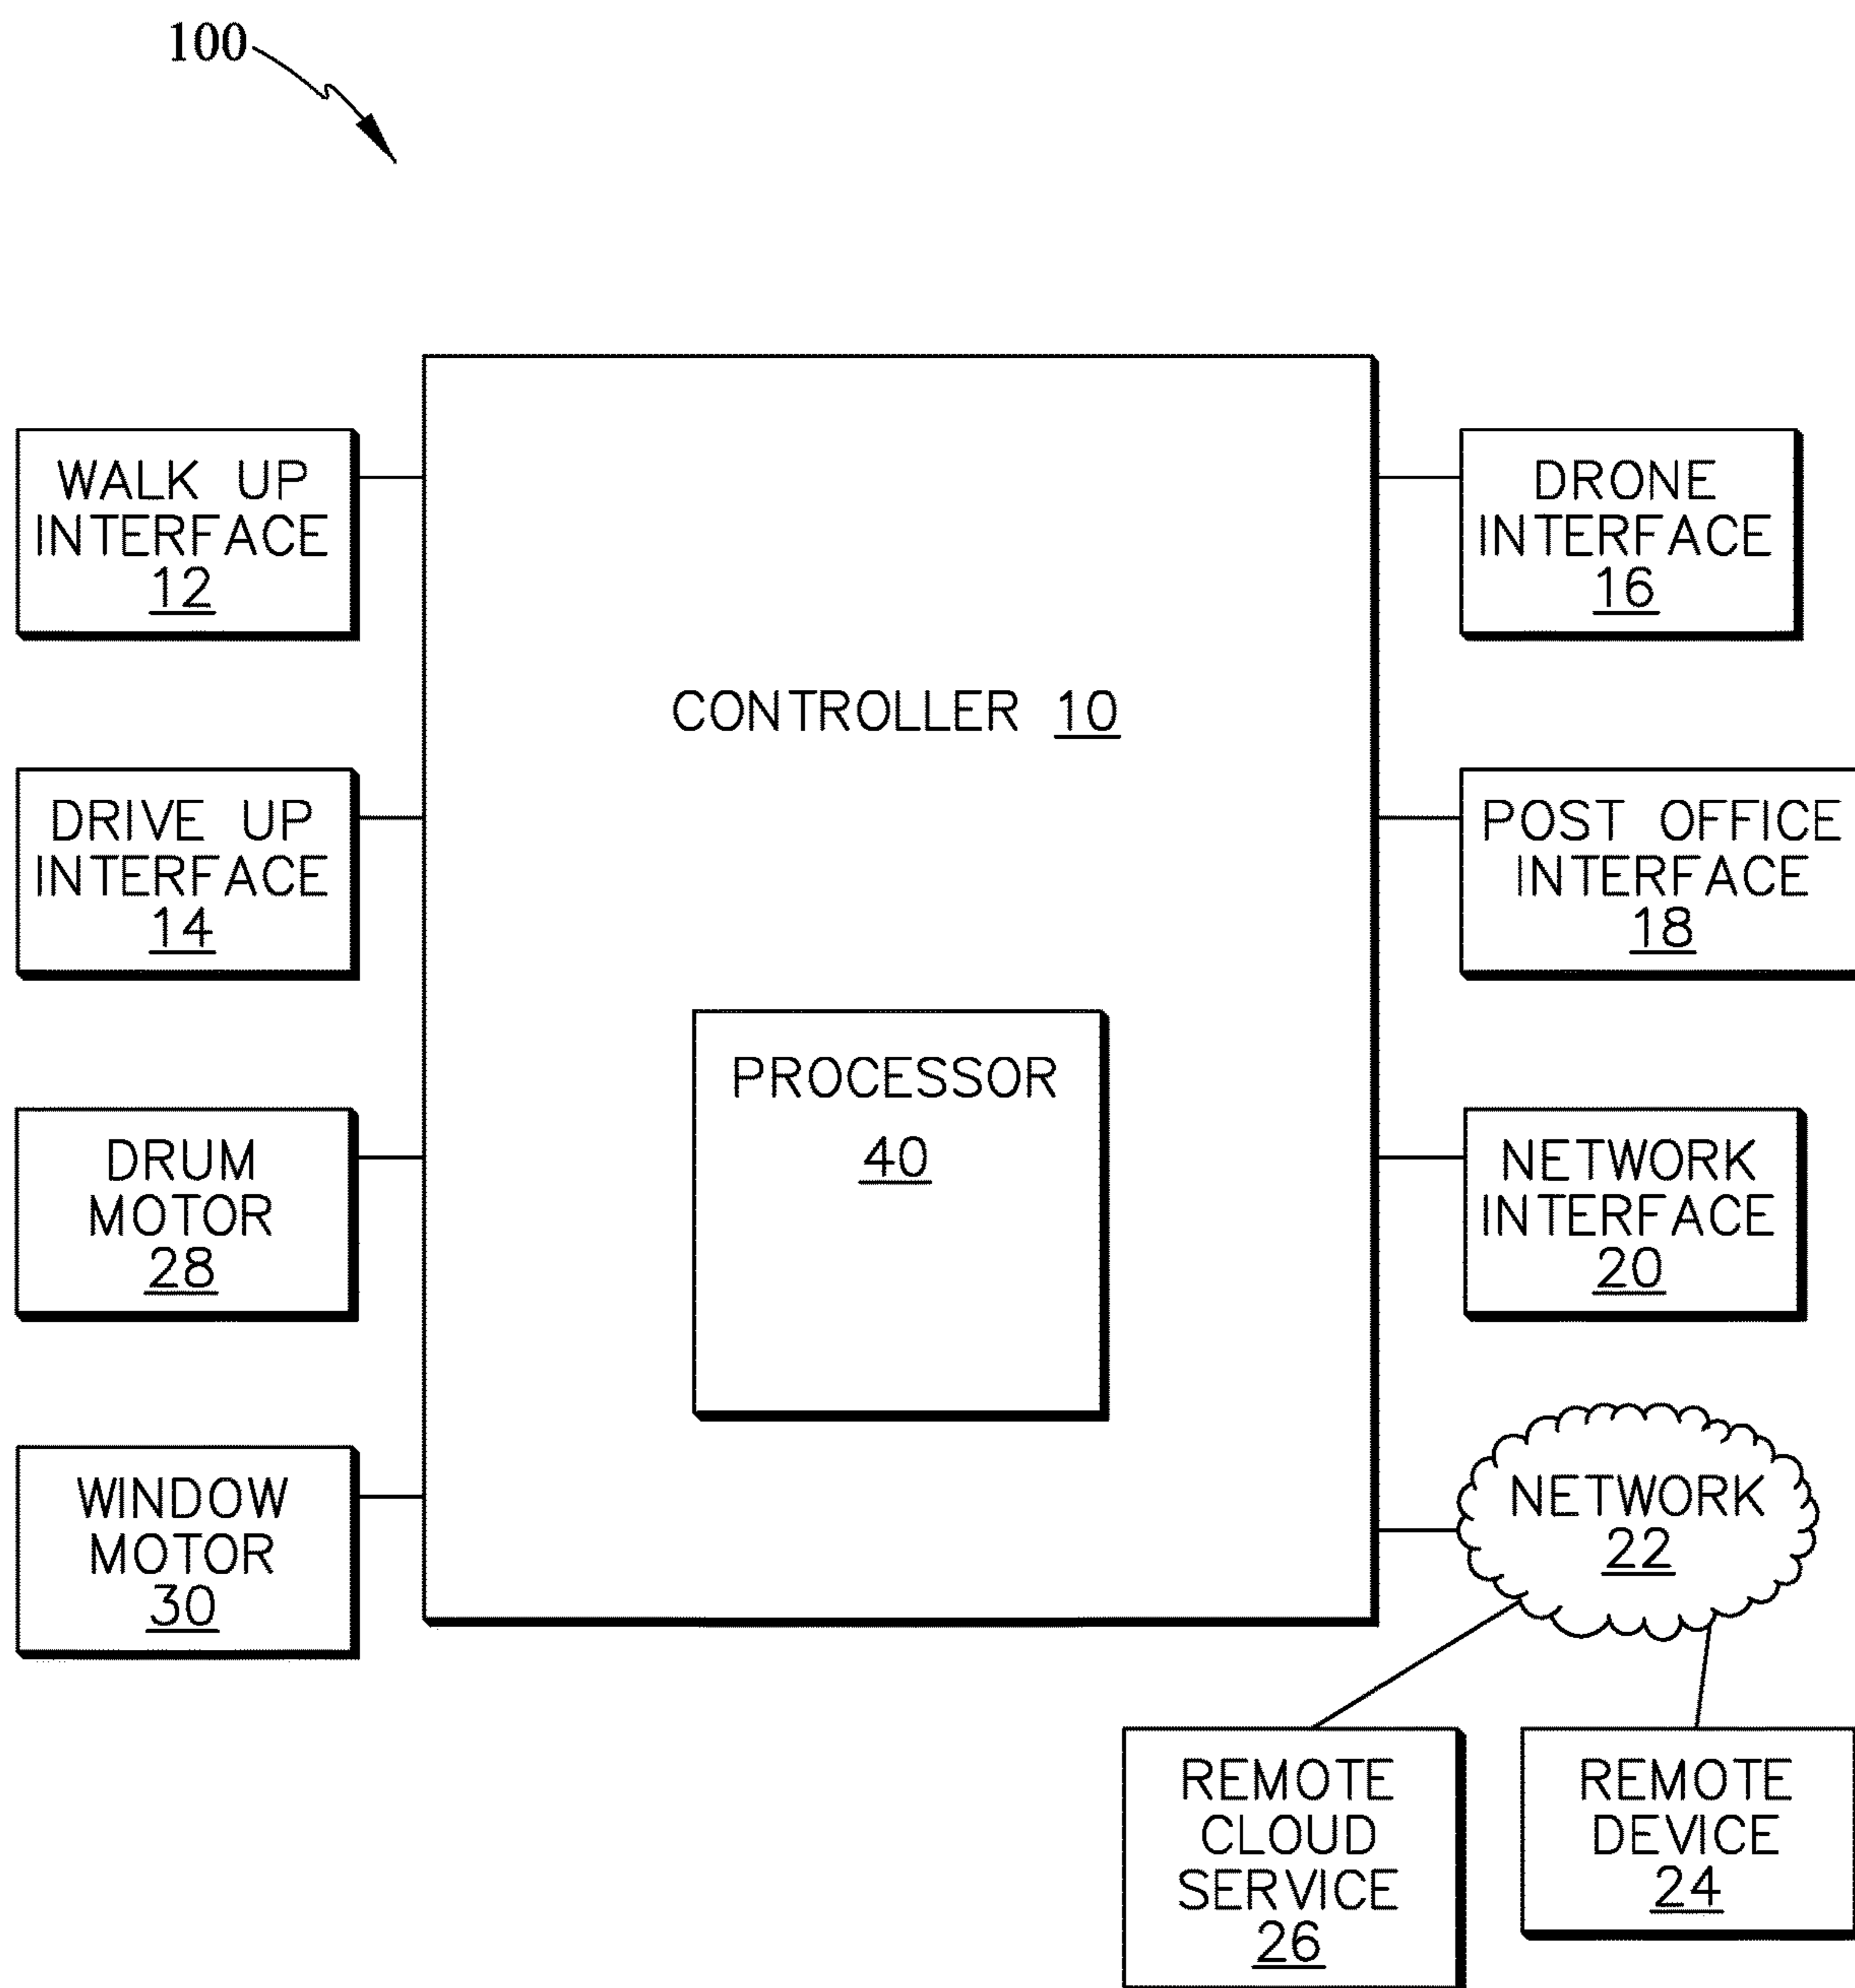 100
WALK UP
INTERFACE
12
DRIVE UP
INTERFACE
14
DRUM
MOTOR
28
WINDOW
MOTOR
30
CONTROLLER 10
PROCESSOR
40
DRONE
INTERFACE
16
POST OFFICE
INTERFACE
18
NETWORK
INTERFACE
20
NETWORK
22
REMOTE
CLOUD
SERVICE
26
REMOTE
DEVICE
24